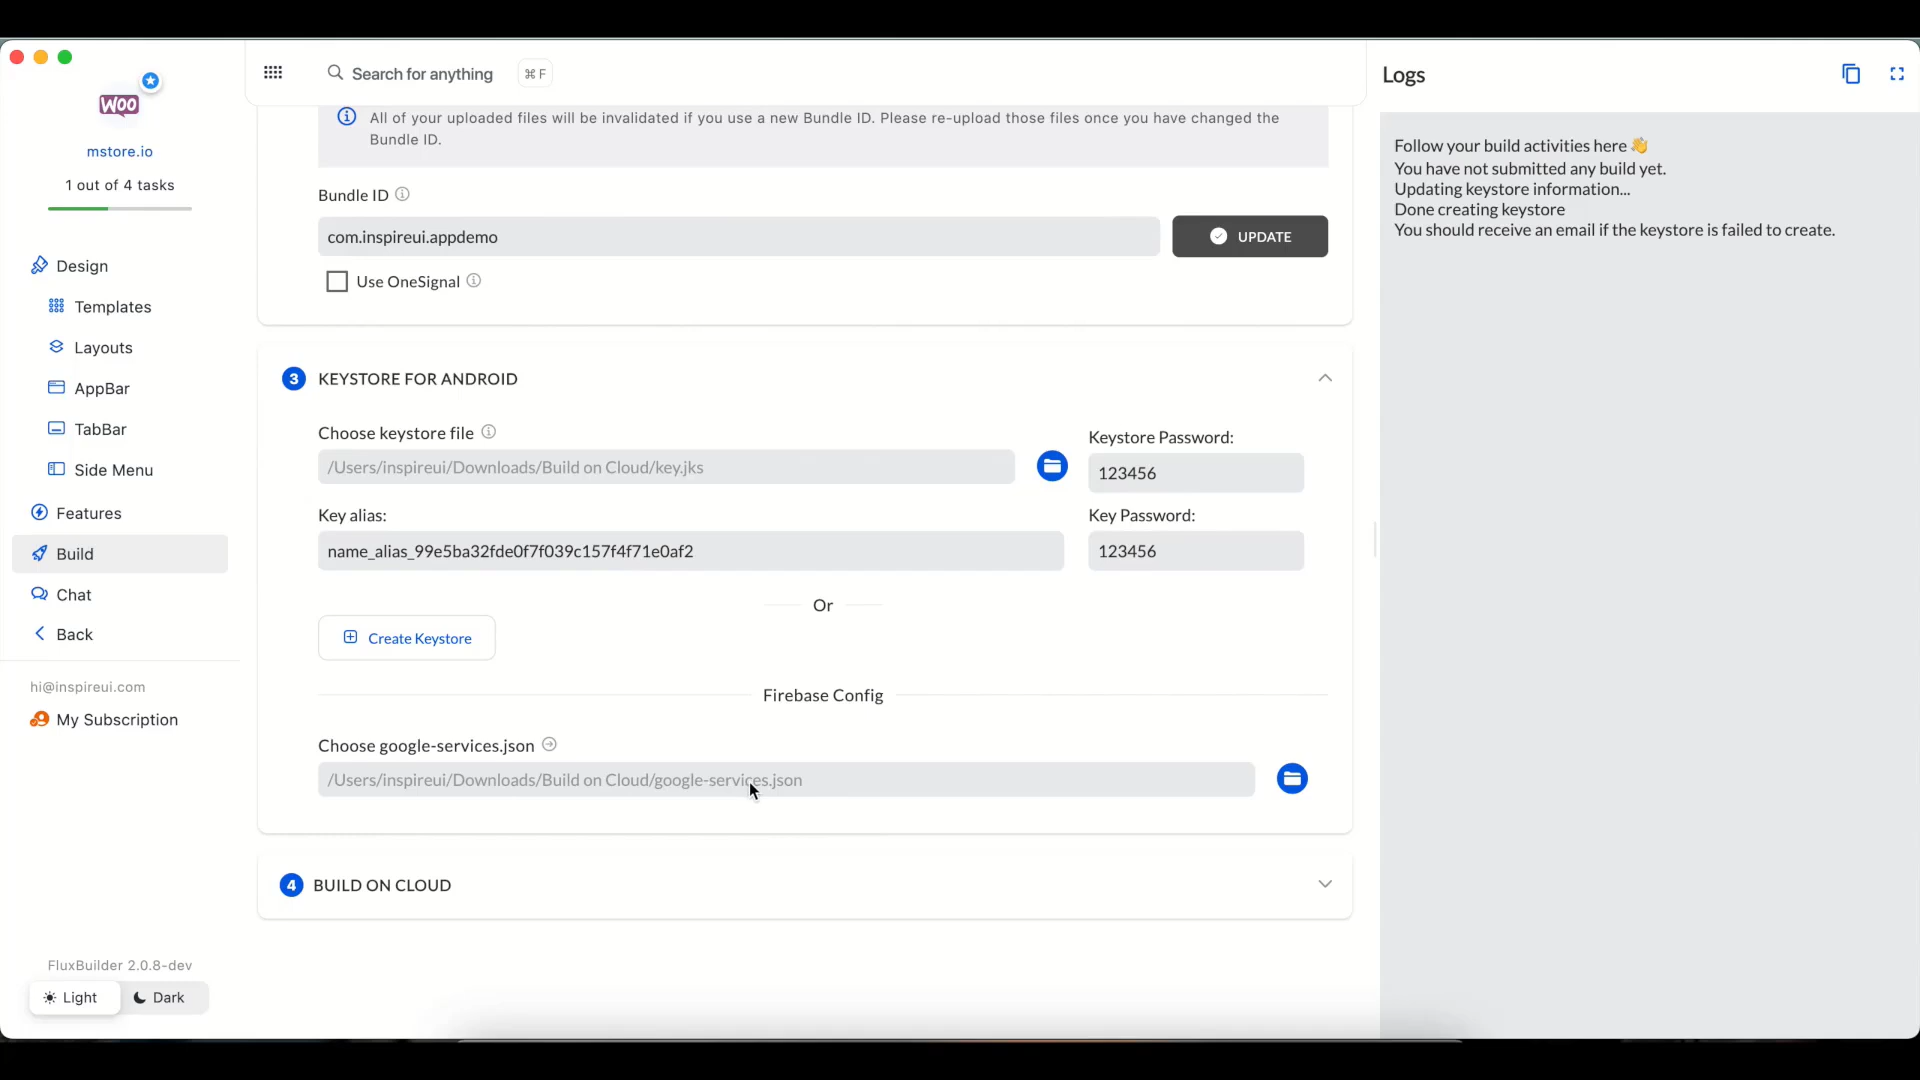 WOO
mstore.io
1 out of 4 tasks
Design
Templates
Layouts
AppBar
TabBar
Side Menu
Features
Build
Chat
Back
hi@inspireui.com
My Subscription
FluxBuilder 2.0.8-dev
Light
Dark
Search for anything
⌘ F
All of your uploaded files will be invalidated if you use a new Bundle ID. Please re-upload those files once you have changed the
Bundle ID.
Bundle ID
com.inspireui.appdemo
UPDATE
Use OneSignal
3 KEYSTORE FOR ANDROID
Choose keystore file
/Users/inspireui/Downloads/Build on Cloud/key.jks
Keystore Password:
123456
Key alias:
name_alias_99e5ba32fde0f7f039c157f4f71e0af2
Key Password:
123456
Or
Create Keystore
Firebase Config
Choose google-services.json
/Users/inspireui/Downloads/Build on Cloud/google-services.json
4 BUILD ON CLOUD
Logs
Follow your build activities here 👋
You have not submitted any build yet.
Updating keystore information...
Done creating keystore
You should receive an email if the keystore is failed to create.